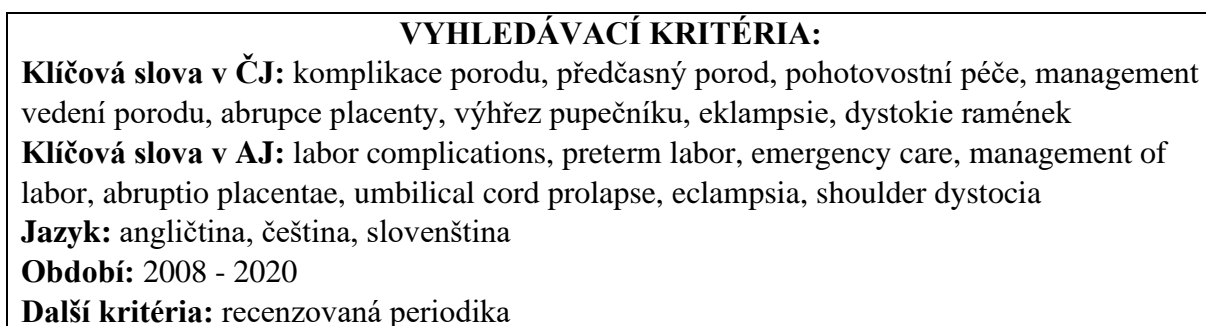 VYHLEDÁVACÍ KRITÉRIA:
Klíčová slova v ČJ: komplikace porodu, předčasný porod, pohotovostní péče, management
vedení porodu, abrupce placenty, výhřez pupečníku, eklampsie, dystokie ramének
Klíčová slova v AJ: labor complications, preterm labor, emergency care, management of
labor, abruptio placentae, umbilical cord prolapse, eclampsia, shoulder dystocia
Jazyk: angličtina, čeština, slovenština
Období: 2008 - 2020
Další kritéria: recenzovaná periodika